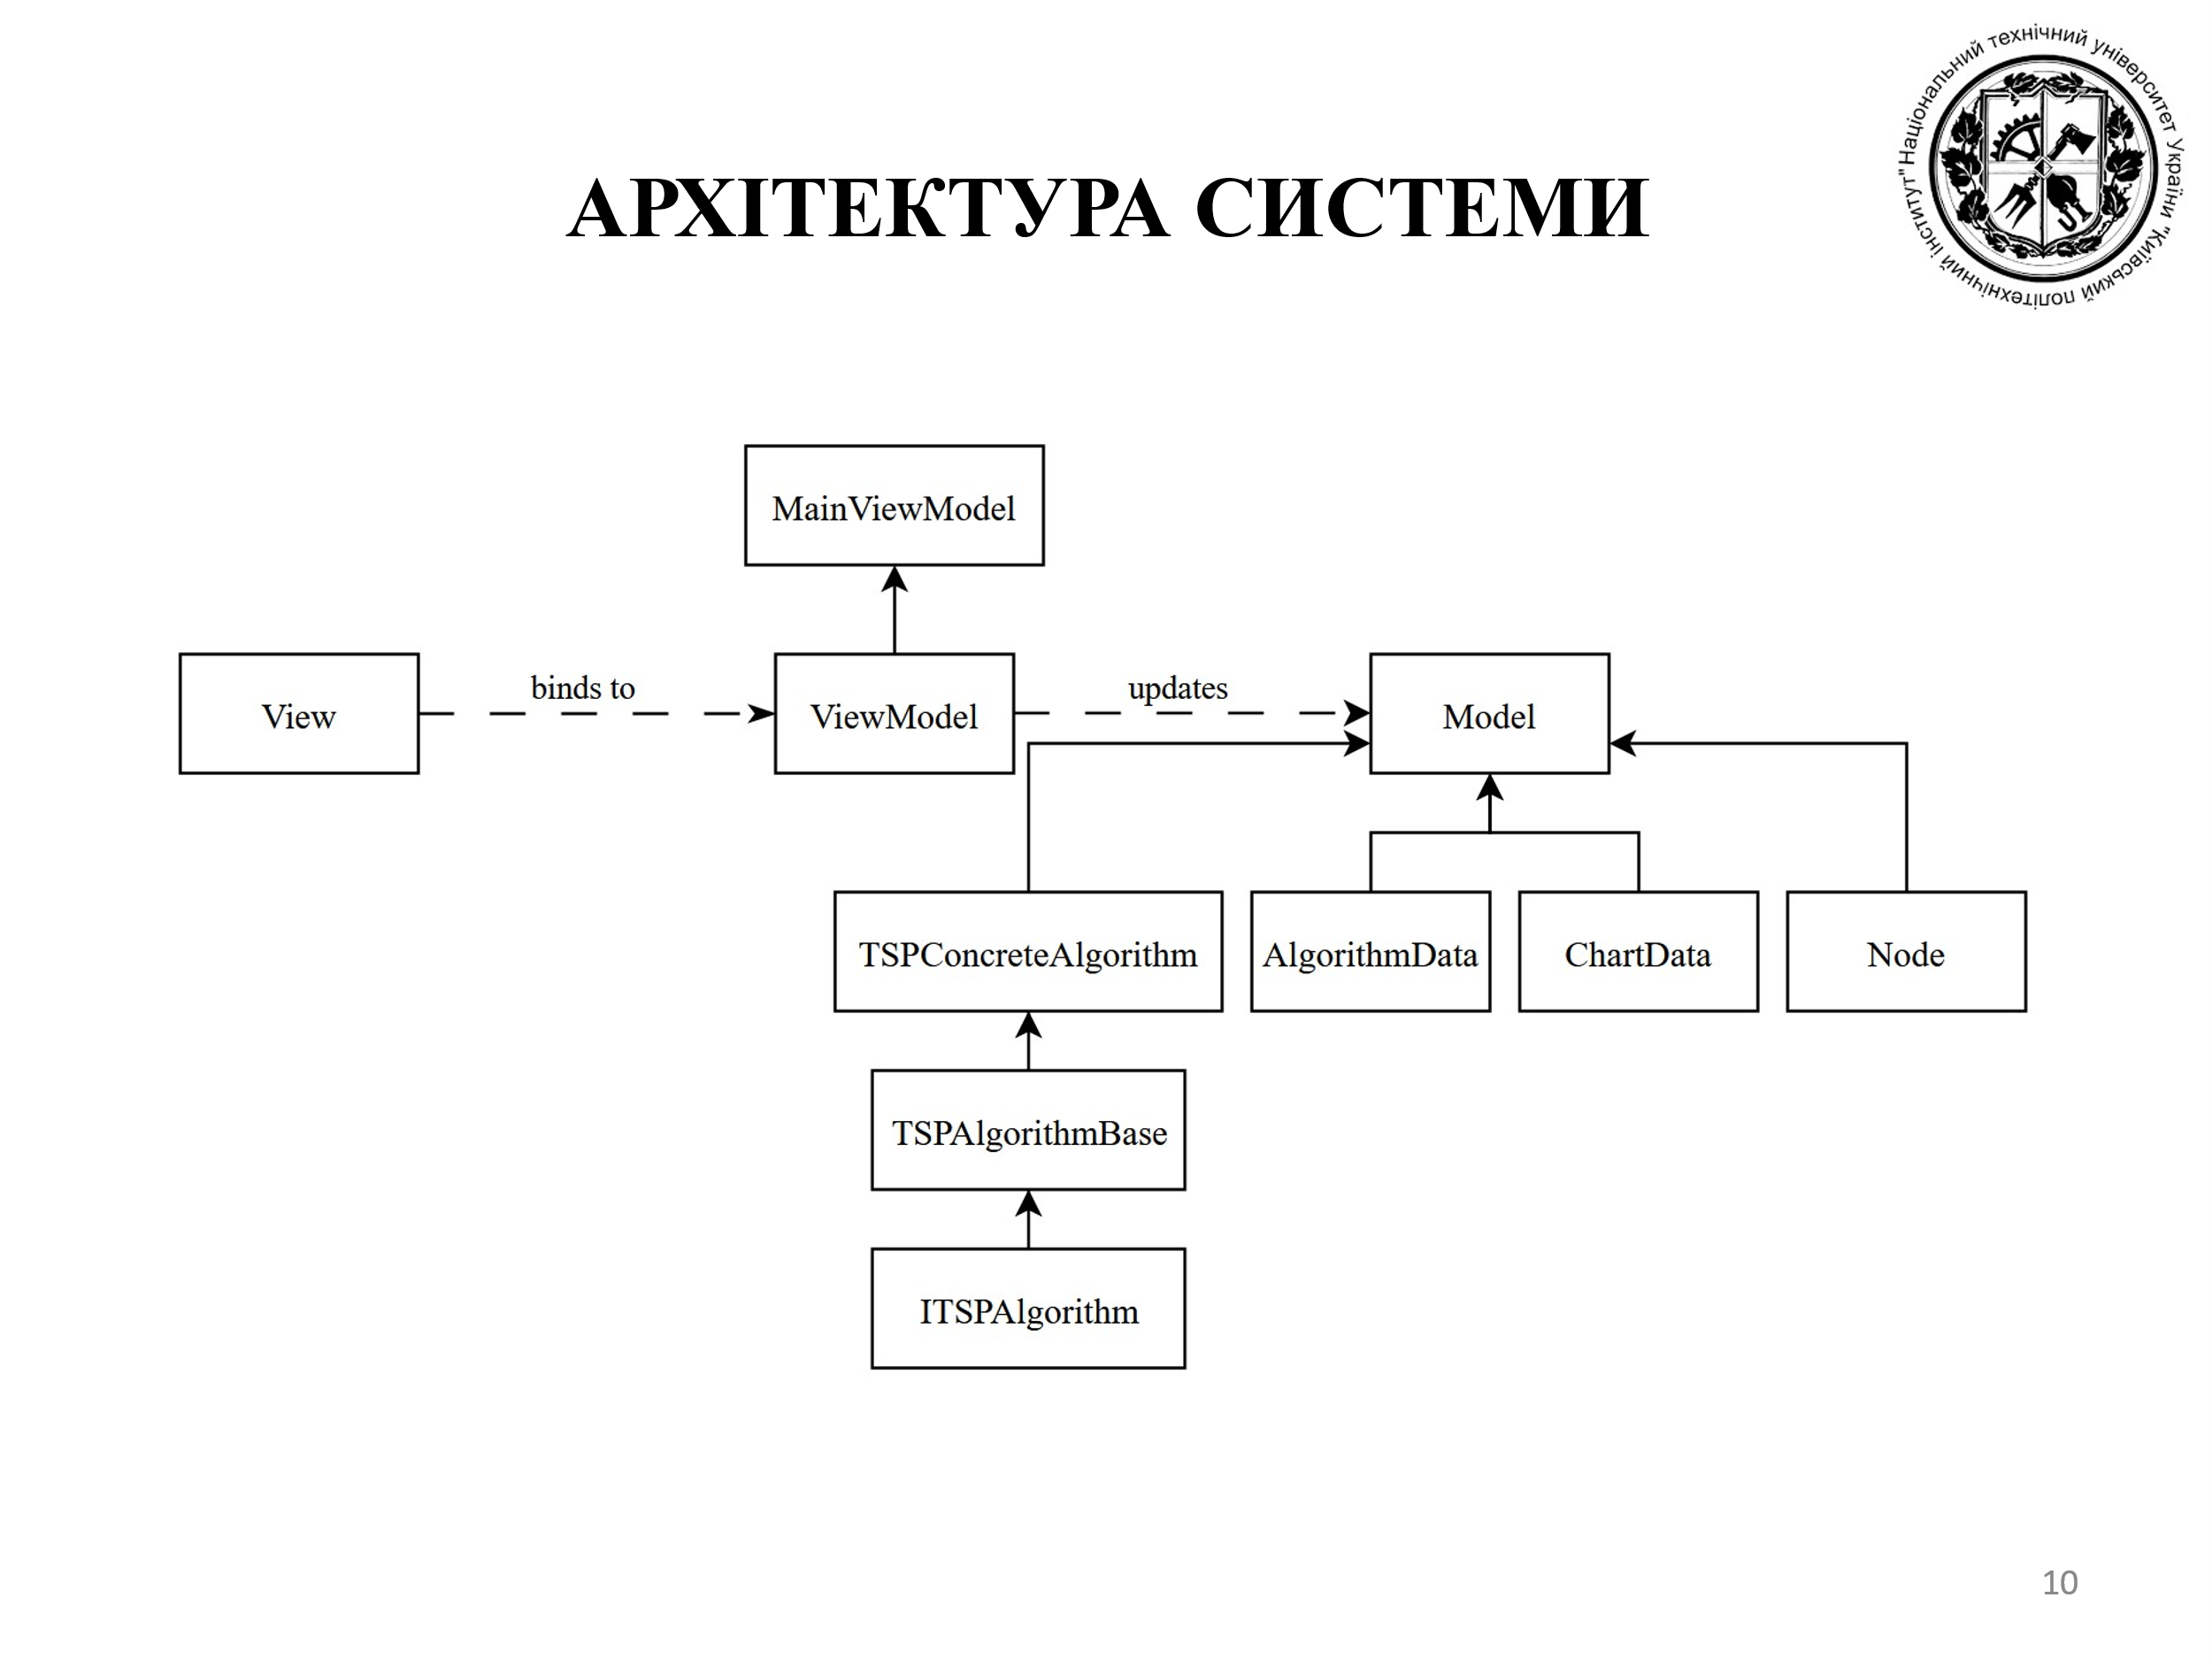 Національний технічний університет України "Київський політехнічний інститут"
АРХІТЕКТУРА СИСТЕМИ
MainViewModel
View
binds to
ViewModel
updates
Model
TSPConcreteAlgorithm
AlgorithmData
ChartData
Node
TSPAlgorithmBase
ITSPAlgorithm
10